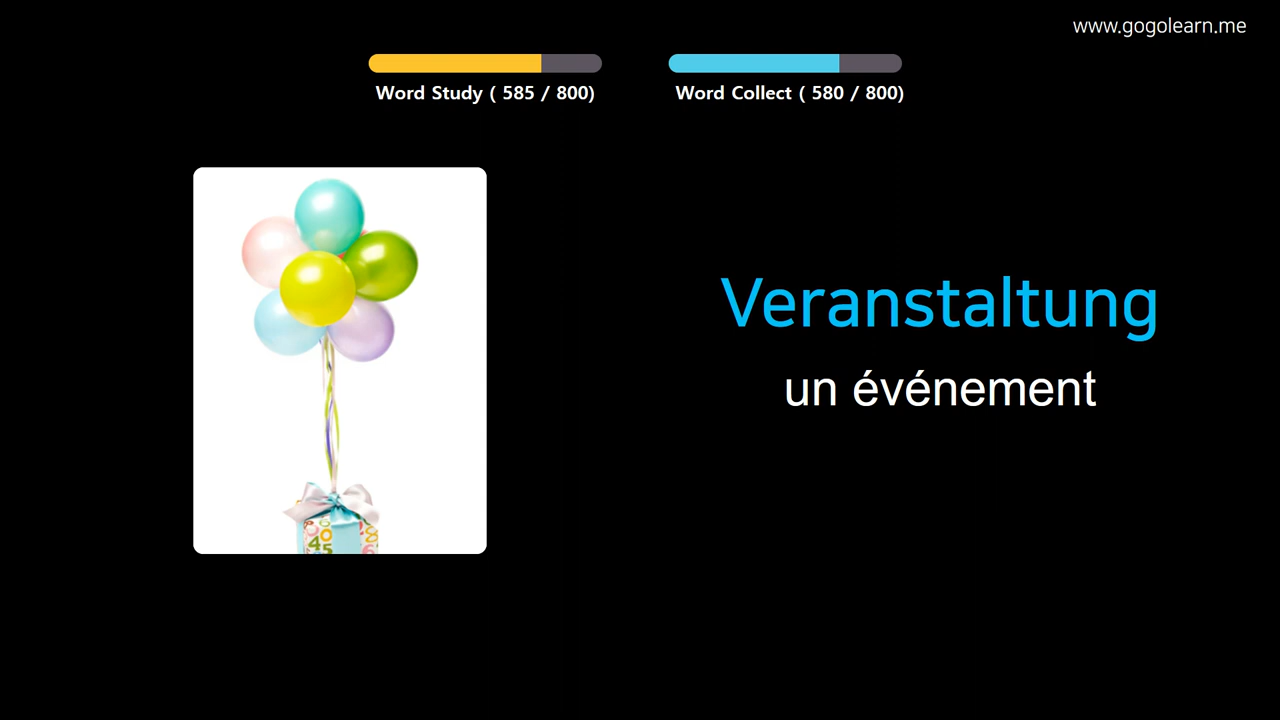 www.gogolearn.me
Word Study ( 585 / 800)
Word Collect ( 580 / 800)
Veranstaltung
un événement